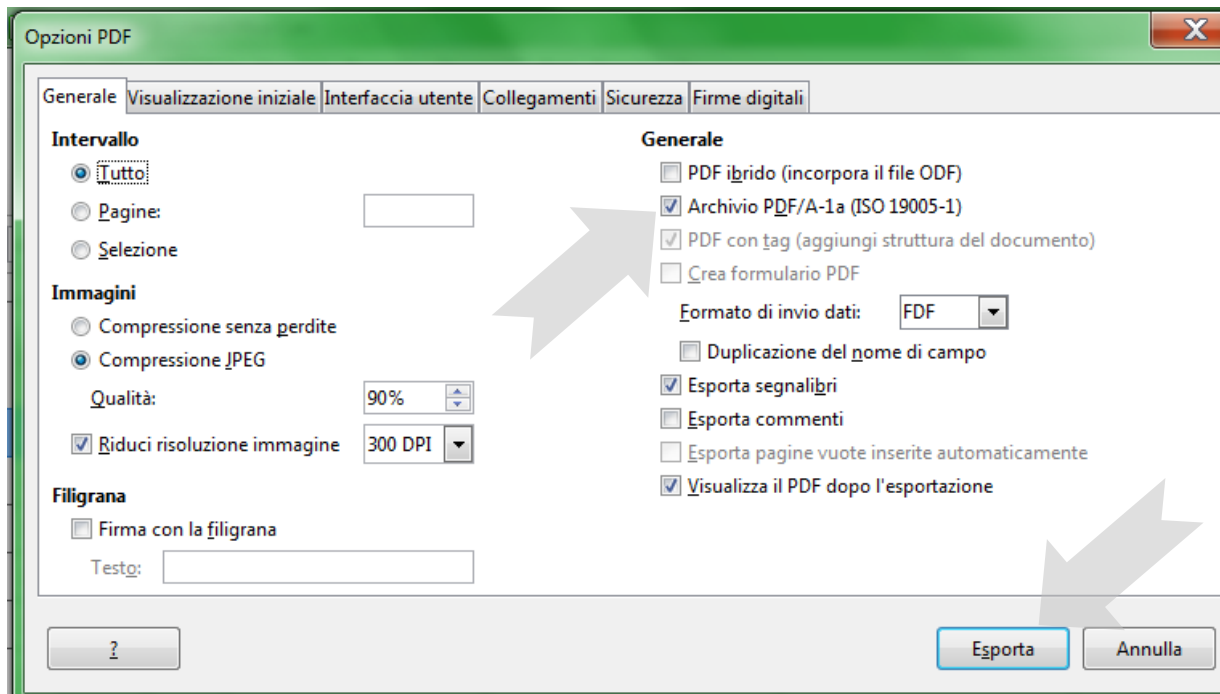 Opzioni PDF
Generale Visualizzazione iniziale Interfaccia utente Collegamenti Sicurezza Firme digitali
Intervallo
Tutto
Pagine:
Selezione
Immagini
Compressione senza perdite
Compressione JPEG
Qualità: 90%
Riduci risoluzione immagine 300 DPI
Filigrana
Firma con la filigrana
Testo:
Generale
PDF ibrido (incorpora il file ODF)
Archivio PDF/A-1a (ISO 19005-1)
PDF con tag (aggiungi struttura del documento)
Crea formulario PDF
Formato di invio dati: FDF
Duplicazione del nome di campo
Esporta segnalibri
Esporta commenti
Esporta pagine vuote inserite automaticamente
Visualizza il PDF dopo l'esportazione
? Esporta Annulla